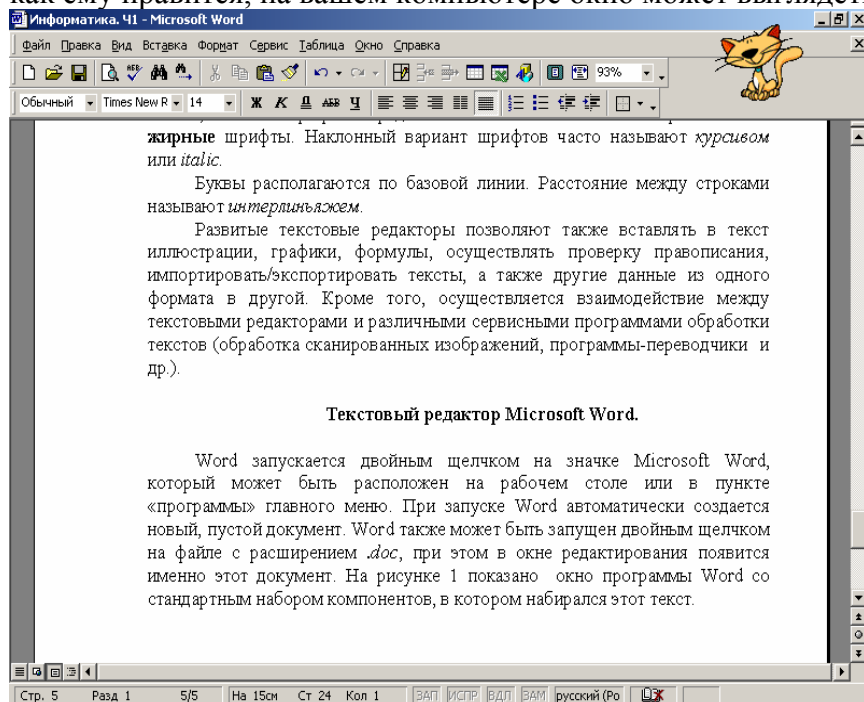 как ему нравится, на вашем компьютере окно может выглядеть
Информатика. Ч1 - Microsoft Word
Файл Правка Вид Вставка Формат Сервис Таблица Окно Справка
93%
Обычный Times New R 14 Ж К Д АБВ Ч
жирные шрифты. Наклонный вариант шрифтов часто называют курсивом
или italic.
Буквы располагаются по базовой линии. Расстояние между строками
называют интерлиньяжем.
Развитые текстовые редакторы позволяют также вставлять в текст
иллюстрации, графики, формулы, осуществлять проверку правописания,
импортировать/экспортировать тексты, а также другие данные из одного
формата в другой. Кроме того, осуществляется взаимодействие между
текстовыми редакторами и различными сервисными программами обработки
текстов (обработка сканированных изображений, программы-переводчики и
др.).
Текстовый редактор Microsoft Word.
Word запускается двойным щелчком на значке Microsoft Word,
который может быть расположен на рабочем столе или в пункте
«программы» главного меню. При запуске Word автоматически создается
новый, пустой документ. Word также может быть запущен двойным щелчком
на файле с расширением .doc, при этом в окне редактирования появится
именно этот документ. На рисунке 1 показано окно программы Word со
стандартным набором компонентов, в котором набирался этот текст.
Стр. 5 Разд 1 5/5 На 15см Ст 24 Кол 1 ЗАП ИСПР ВДЛ ЗАМ русский (Ро